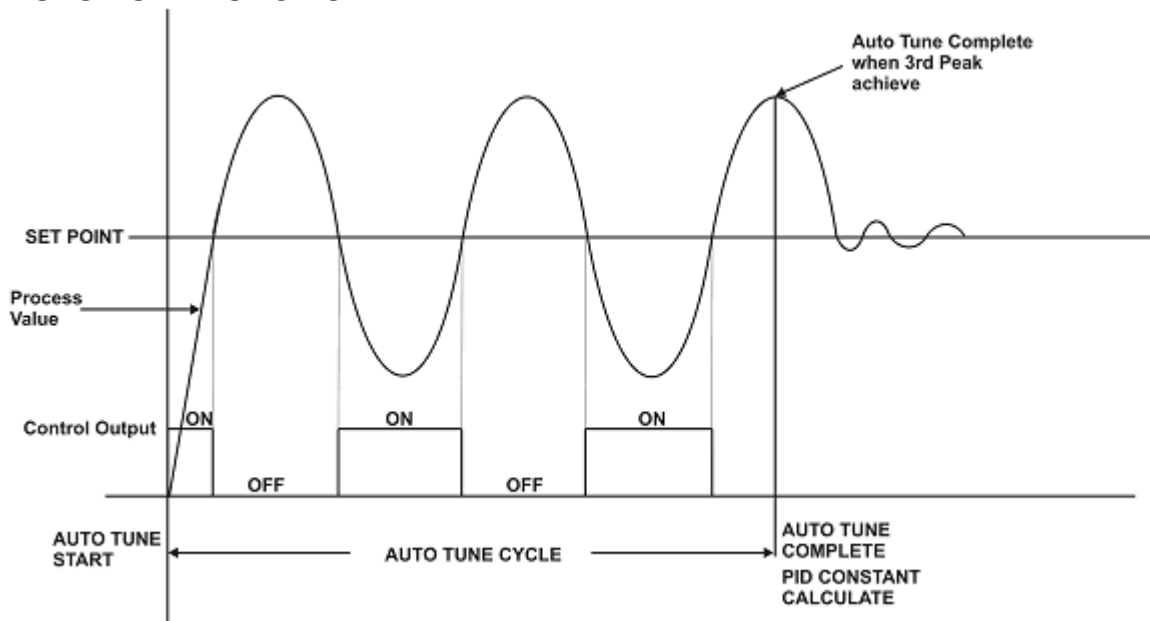 Auto Tune Complete
when 3rd Peak
achieve
SET POINT
Process
Value
Control Output
ON
OFF
ON
OFF
ON
AUTO TUNE
START
AUTO TUNE CYCLE
AUTO TUNE
COMPLETE
PID CONSTANT
CALCULATE